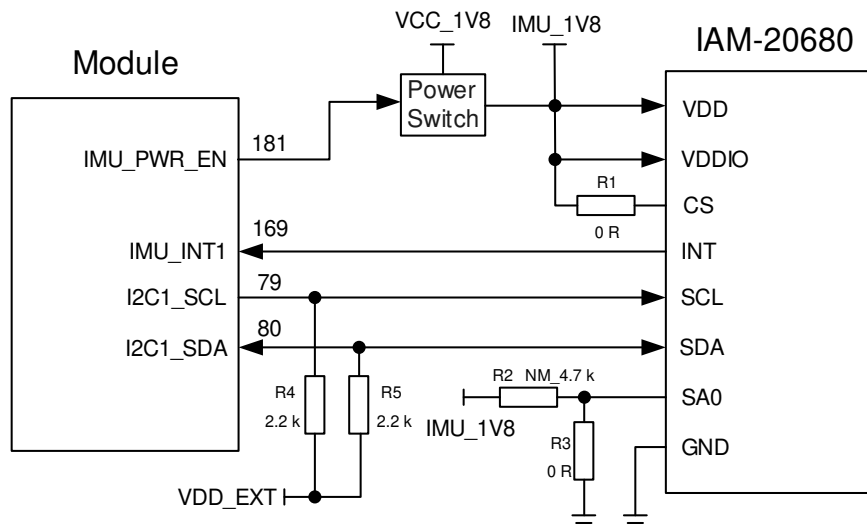 VCC_1V8
IMU_1V8
IAM-20680
Module
Power
Switch
VDD
181
IMU_PWR_EN
VDDIO
R1
CS
0 R
169
IMU_INT1
INT
79
I2C1_SCL
SCL
80
I2C1_SDA
SDA
R2 NM_4.7 k
R4
R5
SA0
2.2 k
2.2 k
IMU_1V8
R3
GND
0 R
VDD_EXT